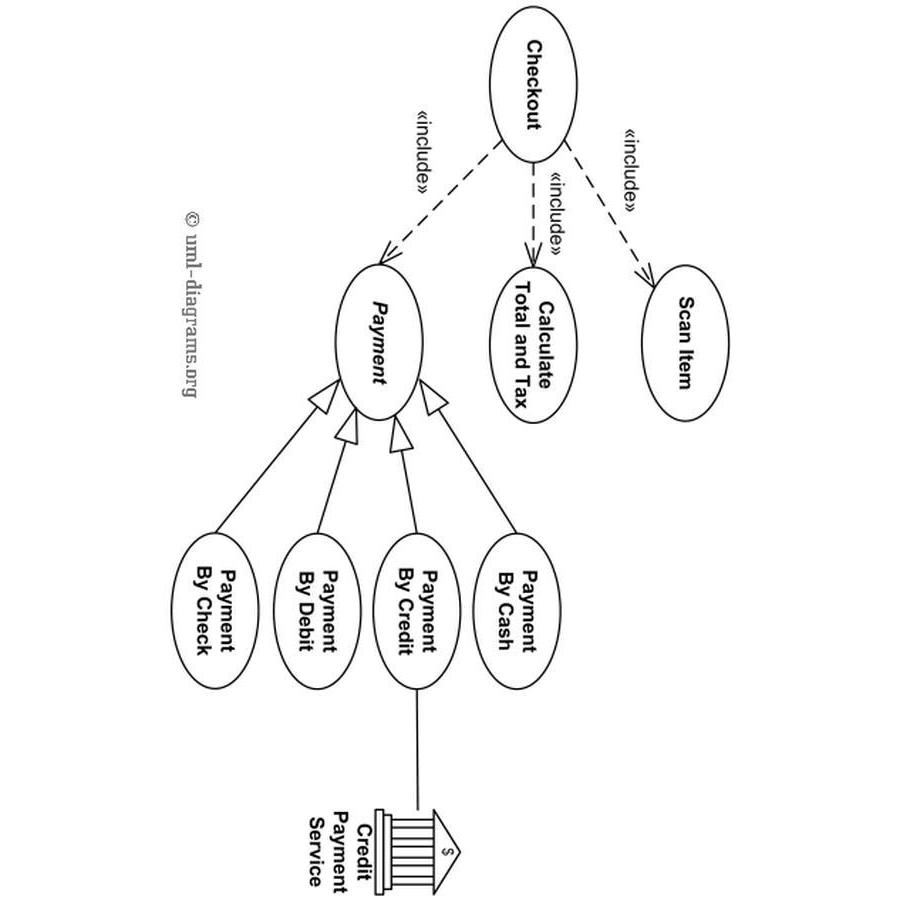 Checkout
«include»
Scan Item
«include»
Calculate
Total and Tax
«include»
Payment
Payment
By Cash
Payment
By Credit
Payment
By Debit
Payment
By Check
Credit
Payment
Service
$
© uml-diagrams.org